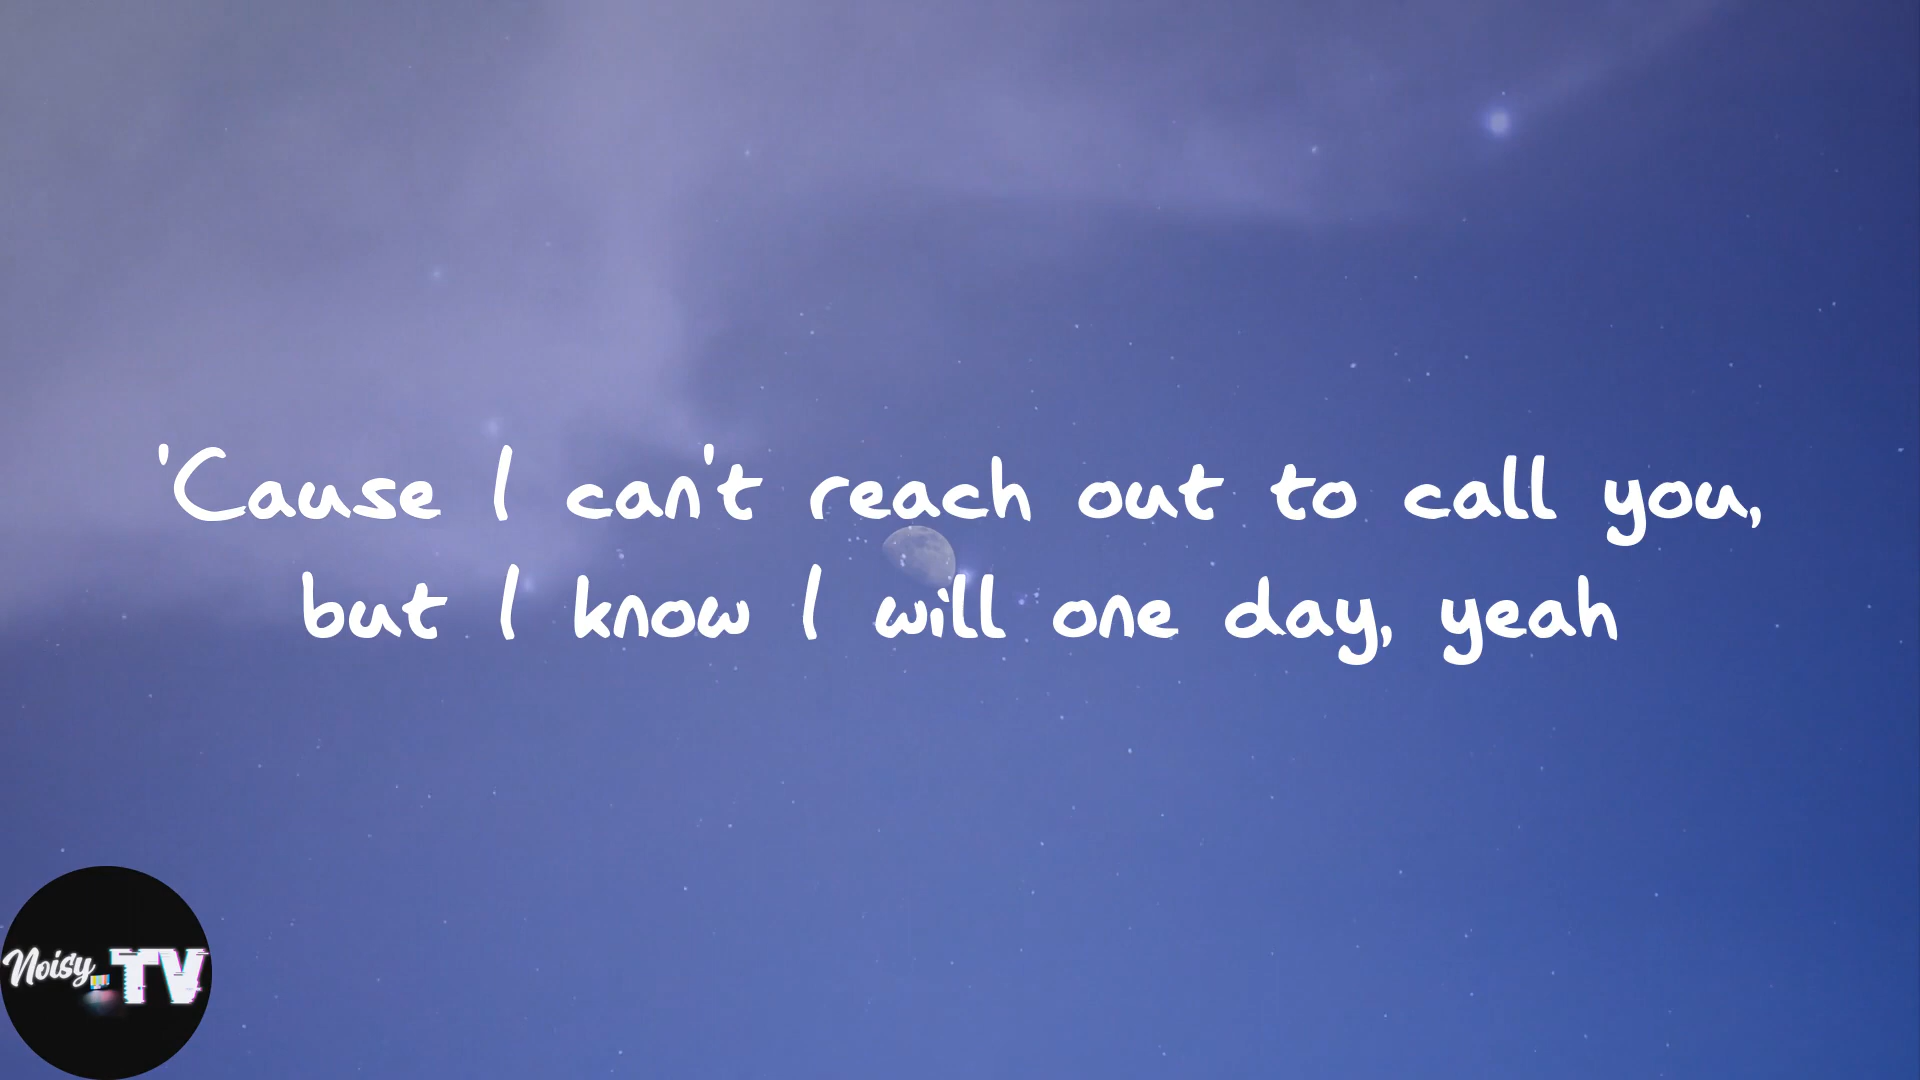 'Cause I can't reach out to call you,
but I know I will one day, yeah
Noisy TV